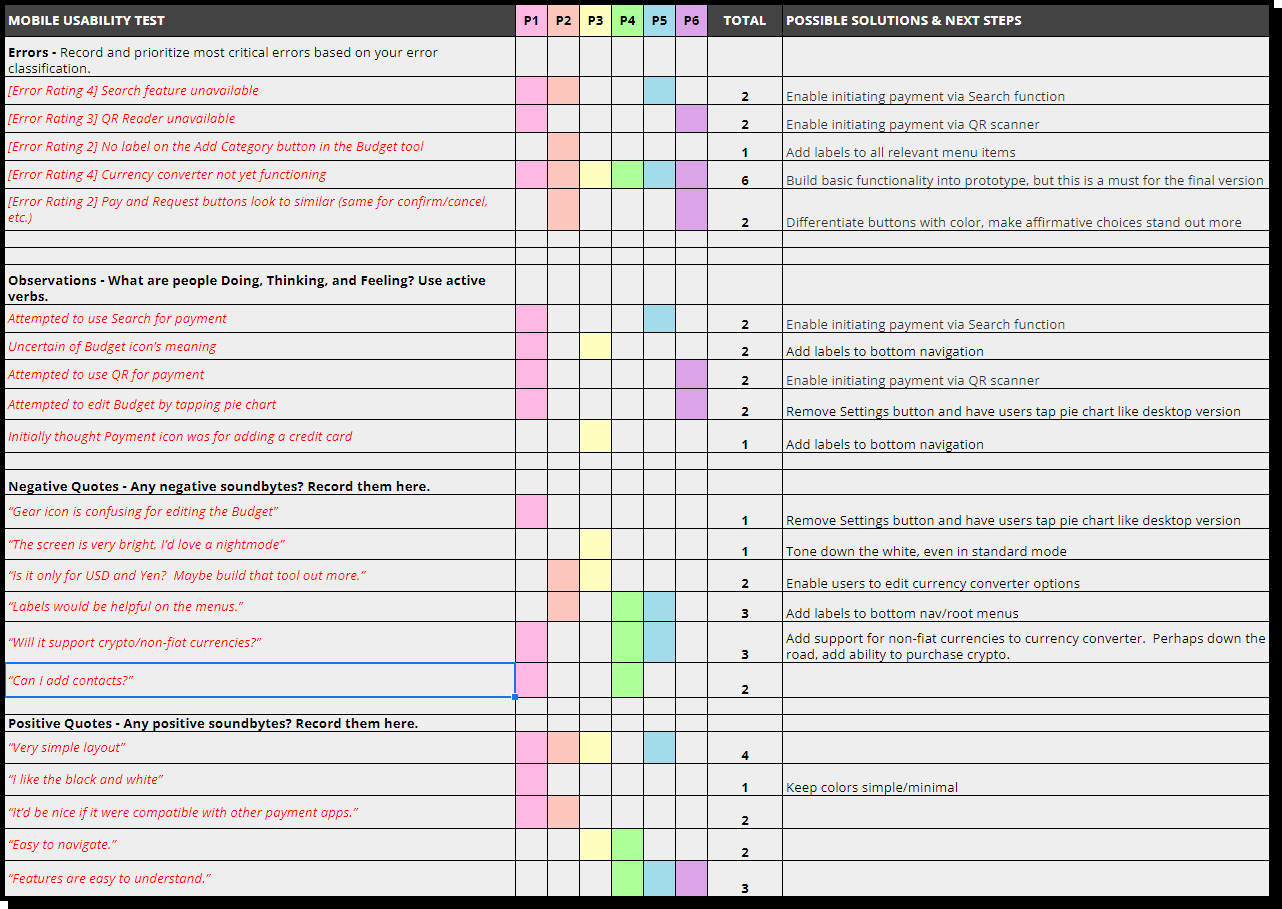 MOBILE USABILITY TEST P1 P2 P3 P4 P5 P6 TOTAL POSSIBLE SOLUTIONS & NEXT STEPS
Errors - Record and prioritize most critical errors based on your error
classification.
[Error Rating 4] Search feature unavailable 2 Enable initiating payment via Search function
[Error Rating 3] QR Reader unavailable 2 Enable initiating payment via QR scanner
[Error Rating 2] No label on the Add Category button in the Budget tool 1 Add labels to all relevant menu items
[Error Rating 4] Currency converter not yet functioning 6 Build basic functionality into prototype, but this is a must for the final version
[Error Rating 2] Pay and Request buttons look to similar (same for confirm/cancel,
etc.) 2 Differentiate buttons with color, make affirmative choices stand out more
Observations - What are people Doing, Thinking, and Feeling? Use active
verbs.
Attempted to use Search for payment 2 Enable initiating payment via Search function
Uncertain of Budget icon's meaning 2 Add labels to bottom navigation
Attempted to use QR for payment 2 Enable initiating payment via QR scanner
Attempted to edit Budget by tapping pie chart 2 Remove Settings button and have users tap pie chart like desktop version
Initially thought Payment icon was for adding a credit card 1 Add labels to bottom navigation
Negative Quotes - Any negative soundbytes? Record them here.
“Gear icon is confusing for editing the Budget” 1 Remove Settings button and have users tap pie chart like desktop version
“The screen is very bright, I’d love a nightmode” 1 Tone down the white, even in standard mode
“Is it only for USD and Yen?  Maybe build that tool out more.” 2 Enable users to edit currency converter options
“Labels would be helpful on the menus.” 3 Add labels to bottom nav/root menus
“Will it support crypto/non-fiat currencies?” 3 Add support for non-fiat currencies to currency converter.  Perhaps down the
road, add ability to purchase crypto.
“Can I add contacts?” 2
Positive Quotes - Any positive soundbytes? Record them here.
“Very simple layout” 4
“I like the black and white” 1 Keep colors simple/minimal
“It’d be nice if it were compatible with other payment apps.” 2
“Easy to navigate.” 2
“Features are easy to understand.” 3